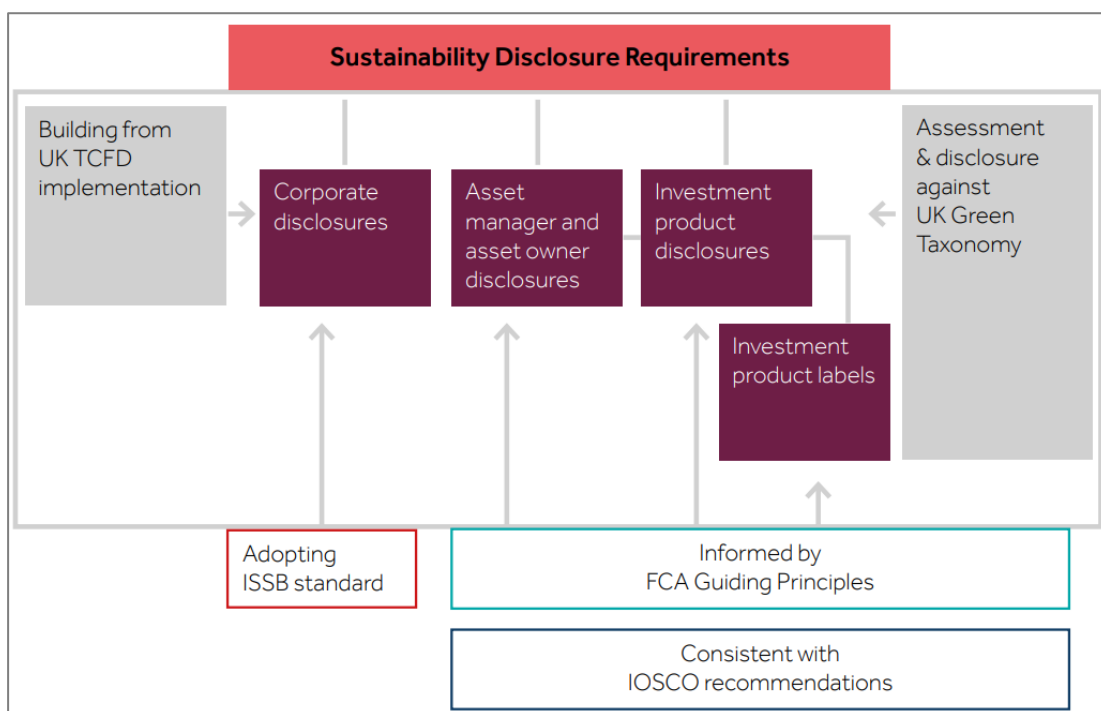 Sustainability Disclosure Requirements
Building from
UK TCFD
implementation
Corporate
disclosures
Asset
manager and
asset owner
disclosures
Investment
product
disclosures
Investment
product labels
Assessment
& disclosure
against
UK Green
Taxonomy
Adopting
ISSB standard
Informed by
FCA Guiding Principles
Consistent with
IOSCO recommendations